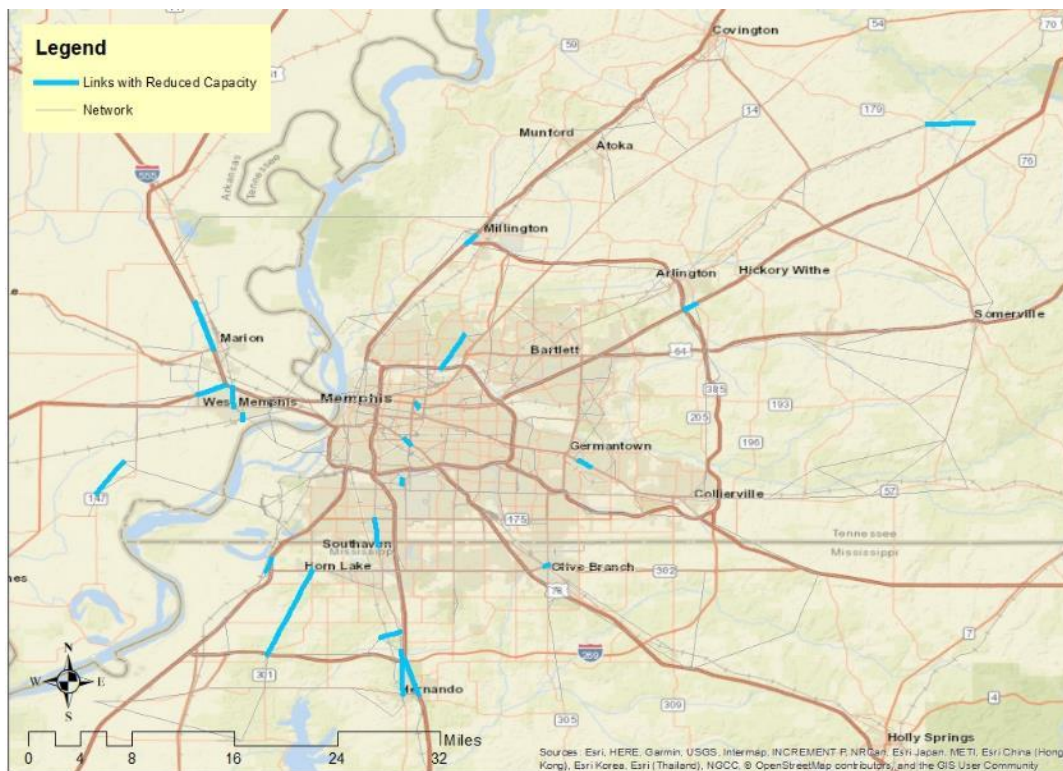 Legend
Links with Reduced Capacity
Network
Covington
54
70
59
14
179
Munford
Atoka
76
555
Arkansas
Tennessee
Millington
Arlington
Hickory Withe
Somerville
Marion
Bartlett
64
385
West Memphis
Memphis
205
193
196
Germantown
147
Collierville
57
175
Tennessee
Mississippi
Southaven
Mississippi
Horn Lake
Olive Branch
302
78
7
301
269
Hernando
4
309
305
Holly Springs
N
W
E
S
0 4 8 16 24 32
Miles
Sources: Esri, HERE, Garmin, USGS, Intermap, INCREMENT P, NRCan, Esri Japan, METI, Esri China (Hong
Kong), Esri Korea, Esri (Thailand), NGCC, © OpenStreetMap contributors, and the GIS User Community